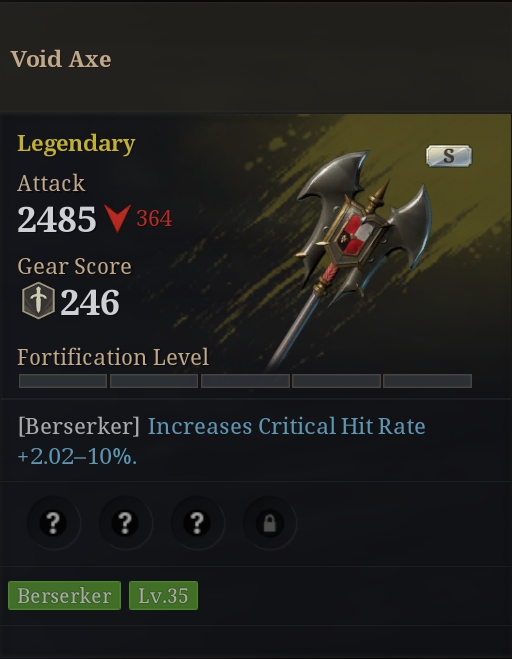 Void Axe
Legendary
S
Attack
2485 364
Gear Score
246
Fortification Level
[Berserker] Increases Critical Hit Rate
+2.02–10%.
? ? ?
Berserker Lv.35